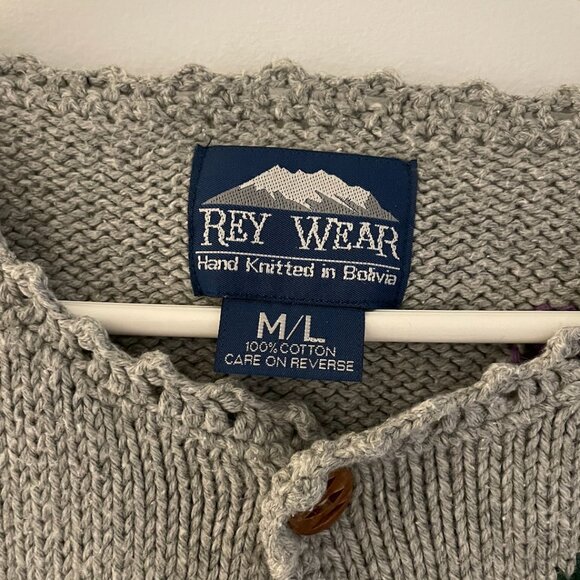 REY WEAR
Hand Knitted in Bolivia
M/L
100% COTTON
CARE ON REVERSE